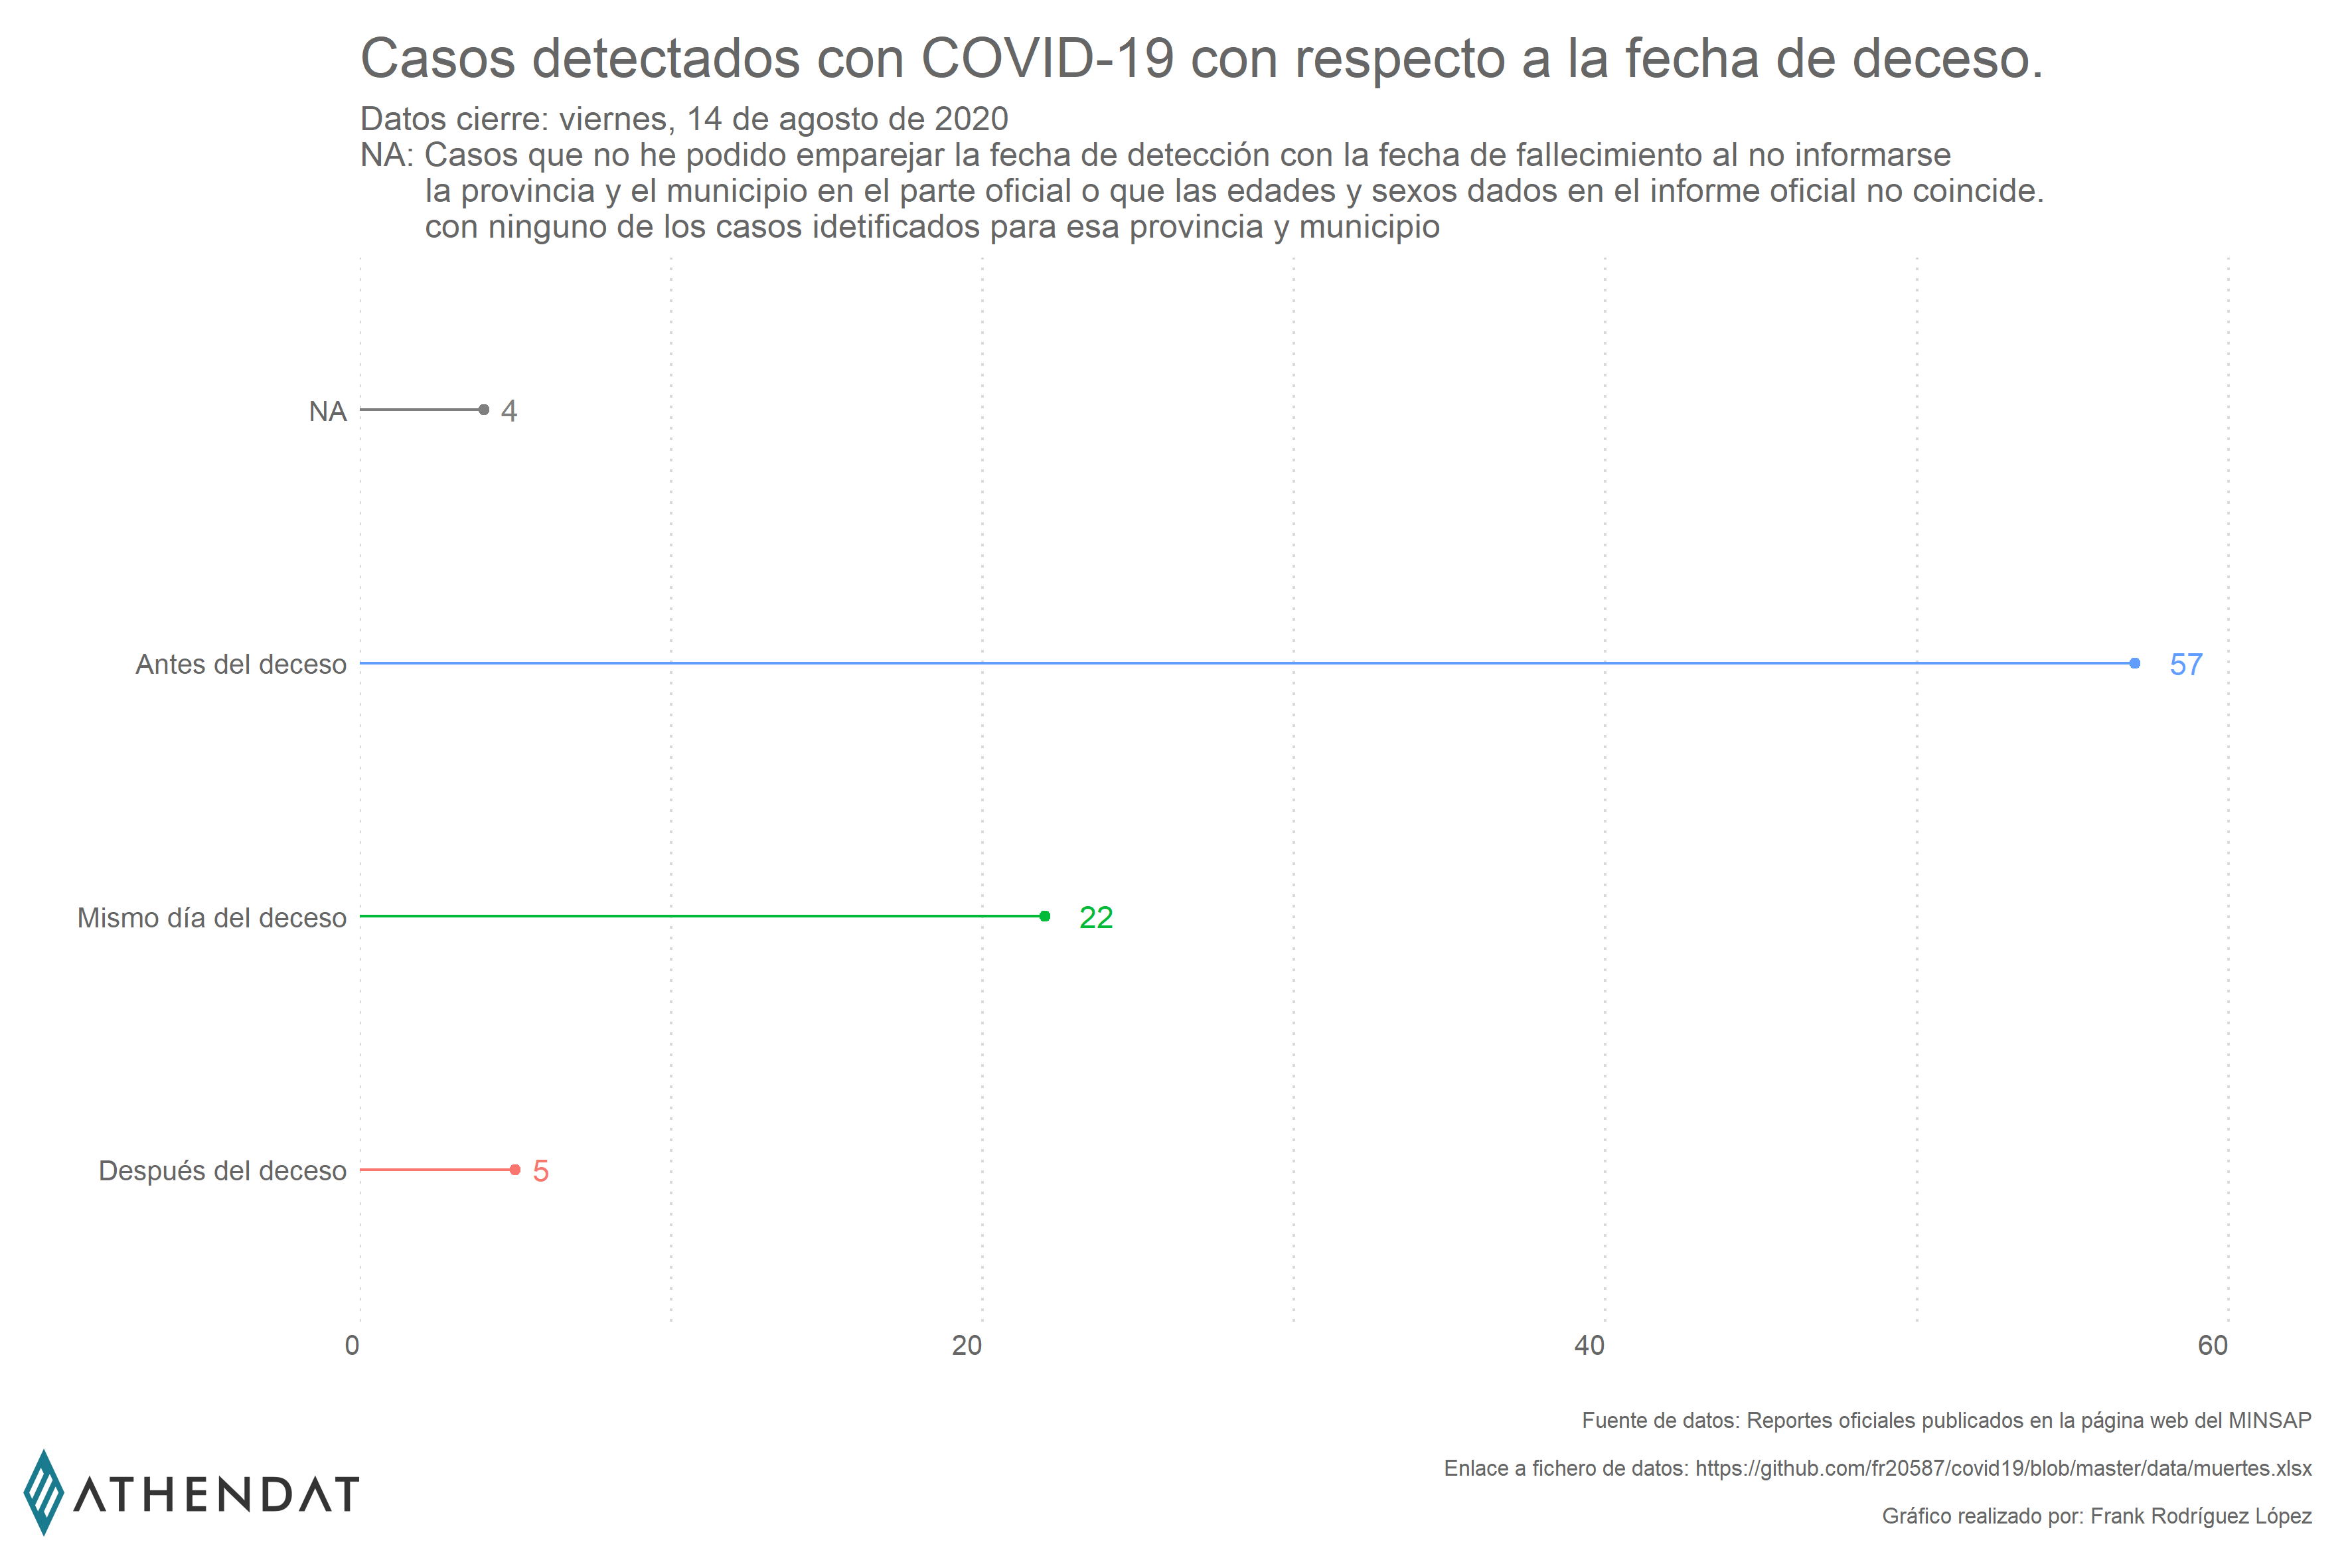 Casos detectados con COVID-19 con respecto a la fecha de deceso.
Datos cierre: viernes, 14 de agosto de 2020
NA: Casos que no he podido emparejar la fecha de detección con la fecha de fallecimiento al no informarse
la provincia y el municipio en el parte oficial o que las edades y sexos dados en el informe oficial no coincide.
con ninguno de los casos idetificados para esa provincia y municipio
NA 4
Antes del deceso 57
Mismo día del deceso 22
Después del deceso 5
0 20 40 60
Fuente de datos: Reportes oficiales publicados en la página web del MINSAP
Enlace a fichero de datos: https://github.com/fr20587/covid19/blob/master/data/muertes.xlsx
Gráfico realizado por: Frank Rodríguez López
ATHENDAT